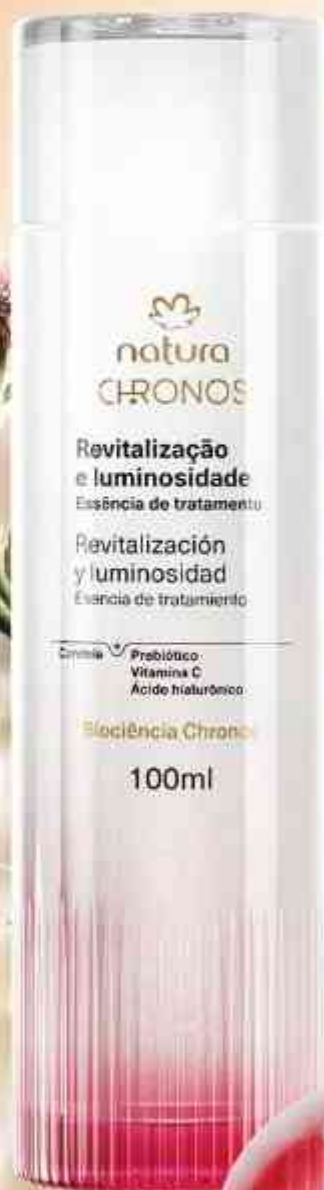 natura
CHRONOS
Revitalização
e luminosidade
Essência de tratamento
Revitalización
y luminosidad
Esencia de tratamiento
Prebiótico
Vitamina C
Ácido hialurônico
Biociência Chronos
100ml